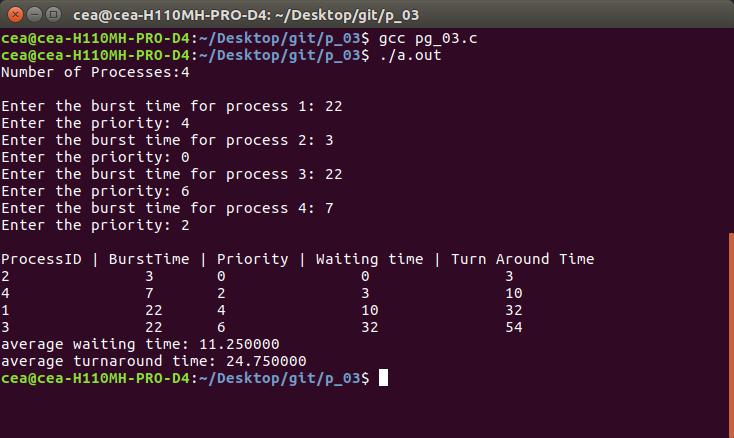 cea@cea-H110MH-PRO-D4: ~/Desktop/git/p_03
cea@cea-H110MH-PRO-D4:~/Desktop/git/p_03$ gcc pg_03.c
cea@cea-H110MH-PRO-D4:~/Desktop/git/p_03$ ./a.out
Number of Processes:4

Enter the burst time for process 1: 22
Enter the priority: 4
Enter the burst time for process 2: 3
Enter the priority: 0
Enter the burst time for process 3: 22
Enter the priority: 6
Enter the burst time for process 4: 7
Enter the priority: 2

ProcessID | BurstTime | Priority | Waiting time | Turn Around Time
2                3       0                0                3
4                7       2                3                10
1                22      4                10               32
3                22      6                32               54
average waiting time: 11.250000
average turnaround time: 24.750000
cea@cea-H110MH-PRO-D4:~/Desktop/git/p_03$